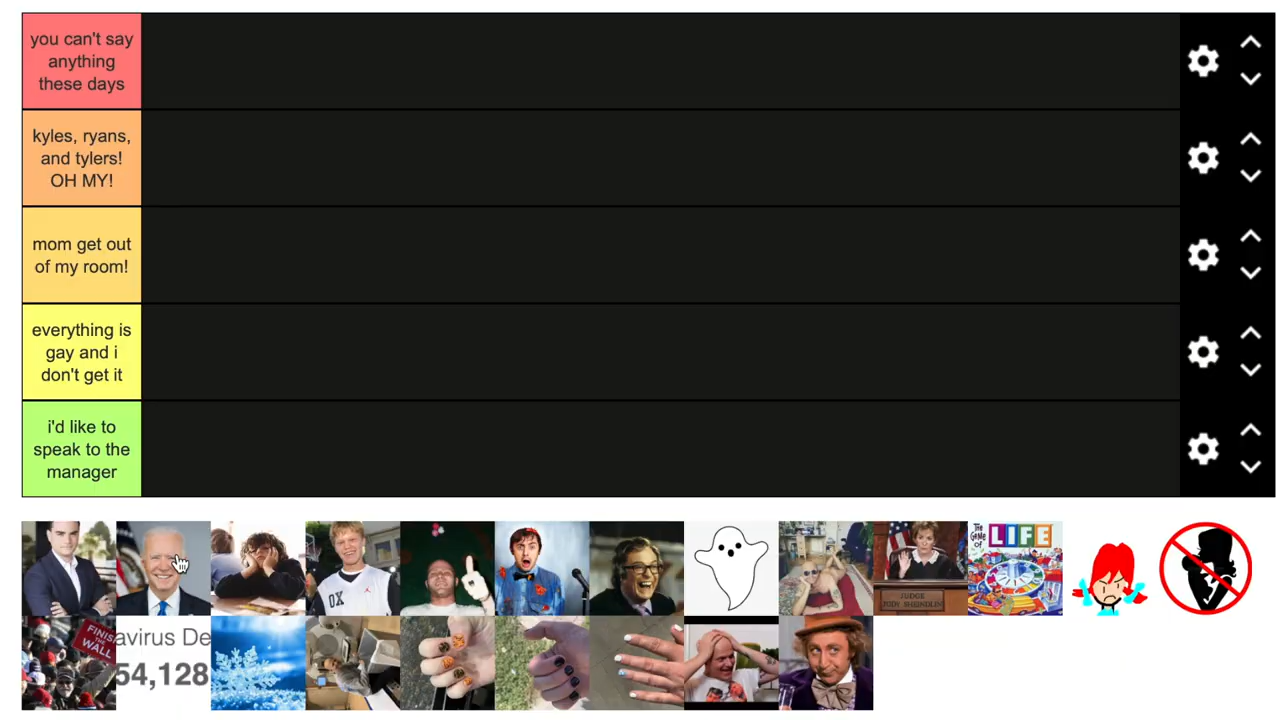 you can't say
anything
these days
kyles, ryans,
and tylers!
OH MY!
mom get out
of my room!
everything is
gay and i
don't get it
i'd like to
speak to the
manager
OX
JUDGE
JUDY SHEINDLIN
THE
GAME
OF
LIFE
FINIS
THE
WALL
avirus De
54,128